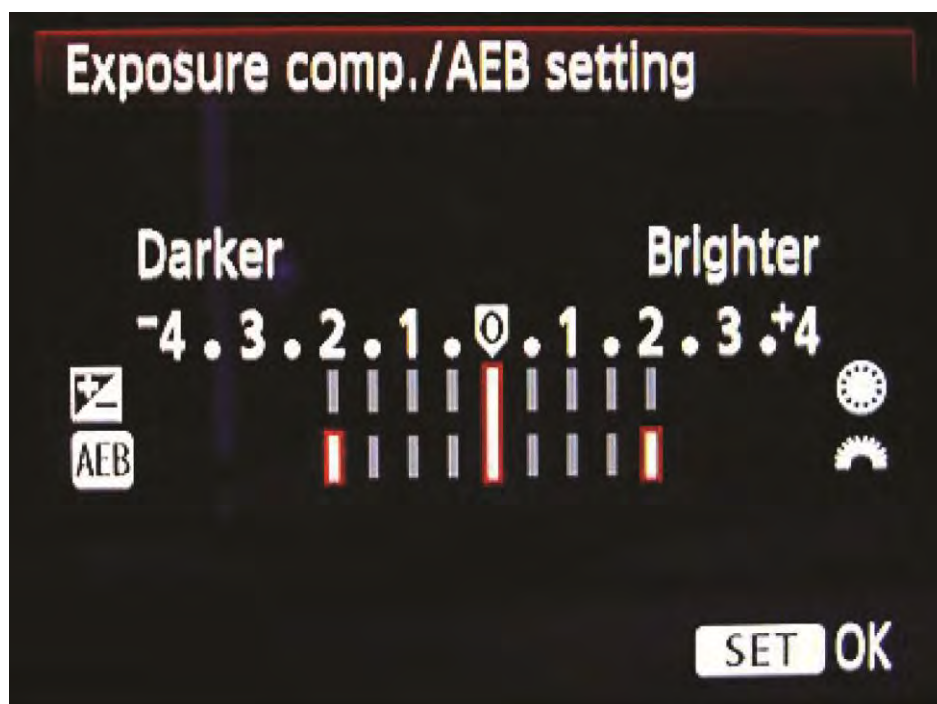 Exposure comp./AEB setting
Darker Brighter
-4.3.2.1.0.1.2.3.+4
AEB
SET OK